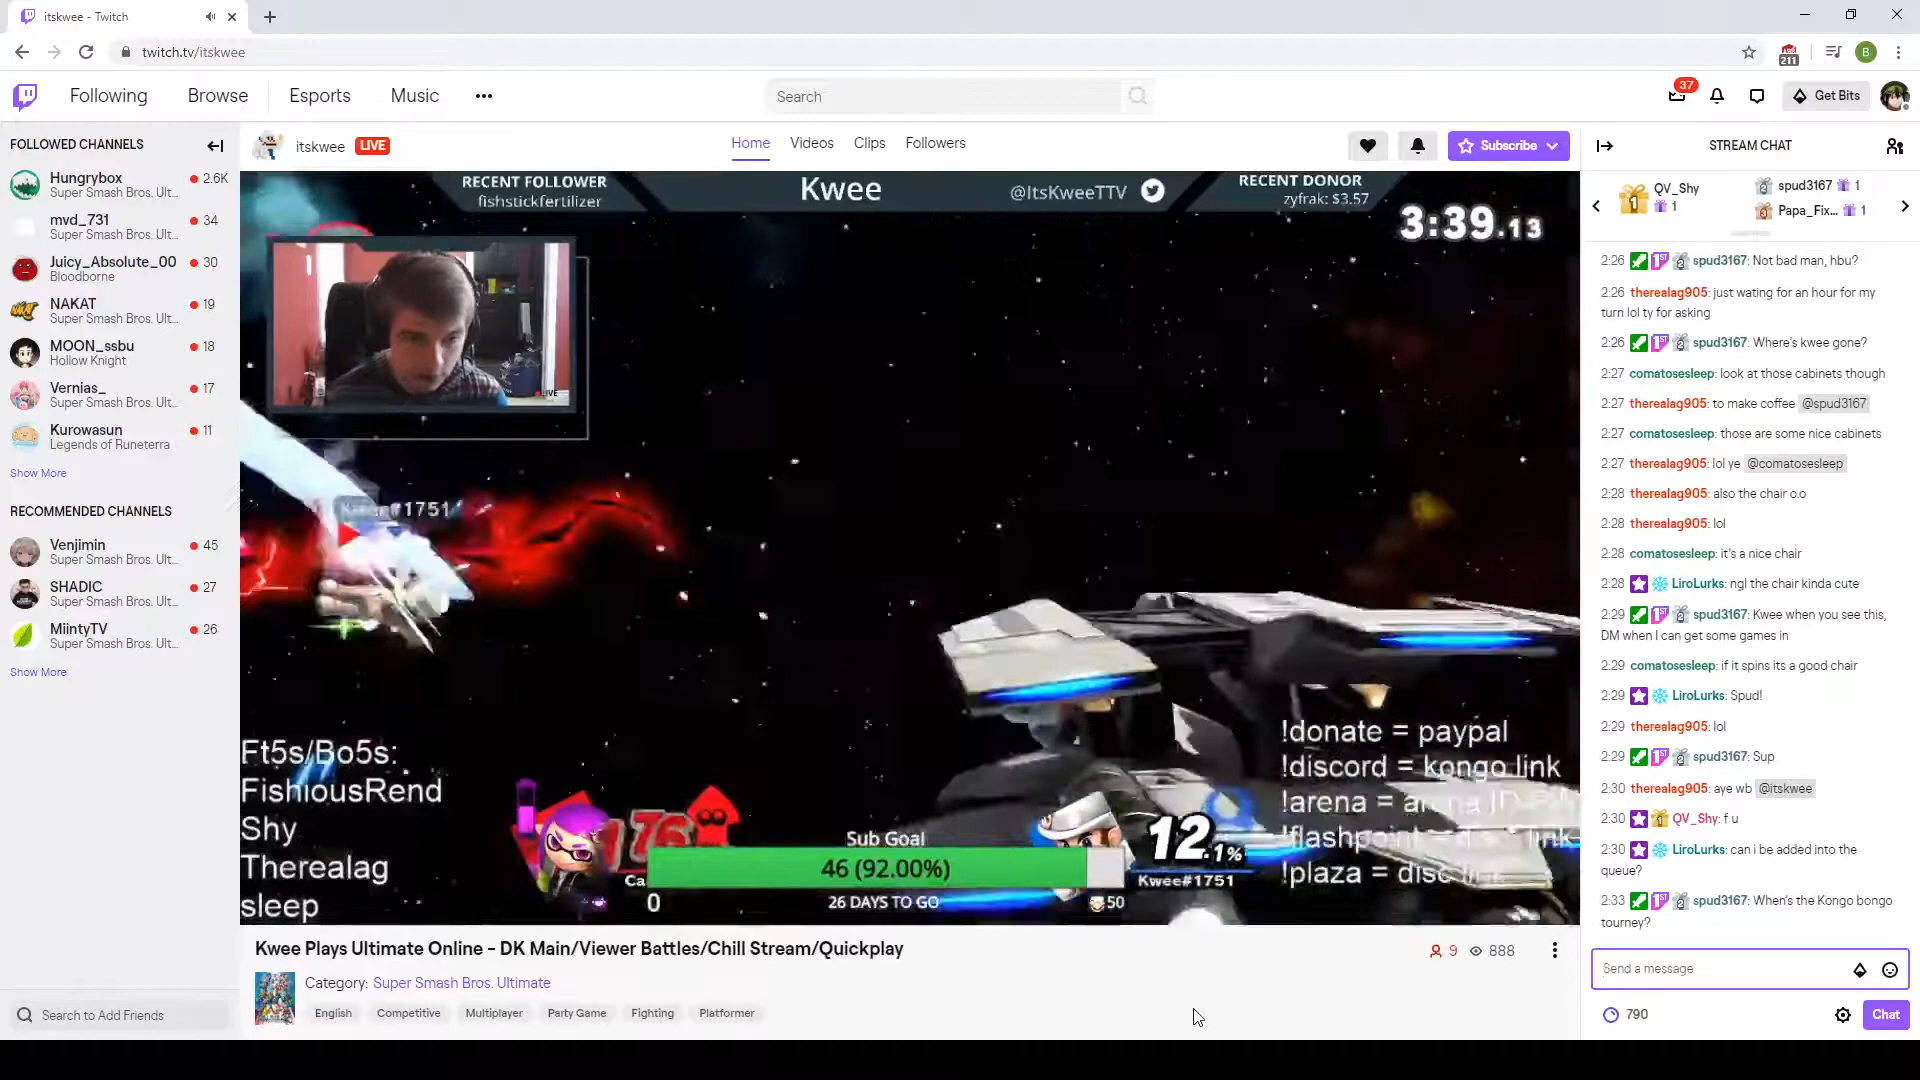 itskwee - Twitch
twitch.tv/itskwee
211
B
Following
Browse
Esports
Music
Search
37
Get Bits
FOLLOWED CHANNELS
Hungrybox
2.6K
Super Smash Bros. Ult...
mvd_731
34
Super Smash Bros. Ult...
Juicy_Absolute_00
30
Bloodborne
NAKAT
19
Super Smash Bros. Ult...
MOON_ssbu
18
Hollow Knight
Vernias_
17
Super Smash Bros. Ult...
Kurowasun
11
Legends of Runeterra
Show More
RECOMMENDED CHANNELS
Venjimin
45
Super Smash Bros. Ult...
SHADIC
27
Super Smash Bros. Ult...
MiintyTV
26
Super Smash Bros. Ult...
Show More
Search to Add Friends
itskwee LIVE
Home
Videos
Clips
Followers
Subscribe
RECENT FOLLOWER
fishstickfertilizer
Kwee
@ItsKweeTTV
RECENT DONOR
zyfrak: $3.57
3:39.13
LIVE
Kwee#1751
Ft5s/Bo5s:
FishiousRend
Shy
Therealag
sleep
176
Sub Goal
46 (92.00%)
0
26 DAYS TO GO
50
12.1%
Kwee#1751
!donate = paypal
!discord = kongo link
!arena = arena ID
!flashpoint = disc link
!plaza = disc link
Kwee Plays Ultimate Online - DK Main/Viewer Battles/Chill Stream/Quickplay
9
888
Category: Super Smash Bros. Ultimate
English
Competitive
Multiplayer
Party Game
Fighting
Platformer
STREAM CHAT
1
QV_Shy
1
2
spud3167
1
3
Papa_Fix...
1
2:26 spud3167: Not bad man, hbu?
2:26 therealag905: just wating for an hour for my
turn lol ty for asking
2:26 spud3167: Where's kwee gone?
2:27 comatosesleep: look at those cabinets though
2:27 therealag905: to make coffee @spud3167
2:27 comatosesleep: those are some nice cabinets
2:27 therealag905: lol ye @comatosesleep
2:28 therealag905: also the chair o.o
2:28 therealag905: lol
2:28 comatosesleep: it's a nice chair
2:28 LiroLurks: ngl the chair kinda cute
2:29 spud3167: Kwee when you see this,
DM when I can get some games in
2:29 comatosesleep: if it spins its a good chair
2:29 LiroLurks: Spud!
2:29 therealag905: lol
2:29 spud3167: Sup
2:30 therealag905: aye wb @itskwee
2:30 QV_Shy: f u
2:30 LiroLurks: can i be added into the
queue?
2:33 spud3167: When's the Kongo bongo
tourney?
Send a message
790
Chat